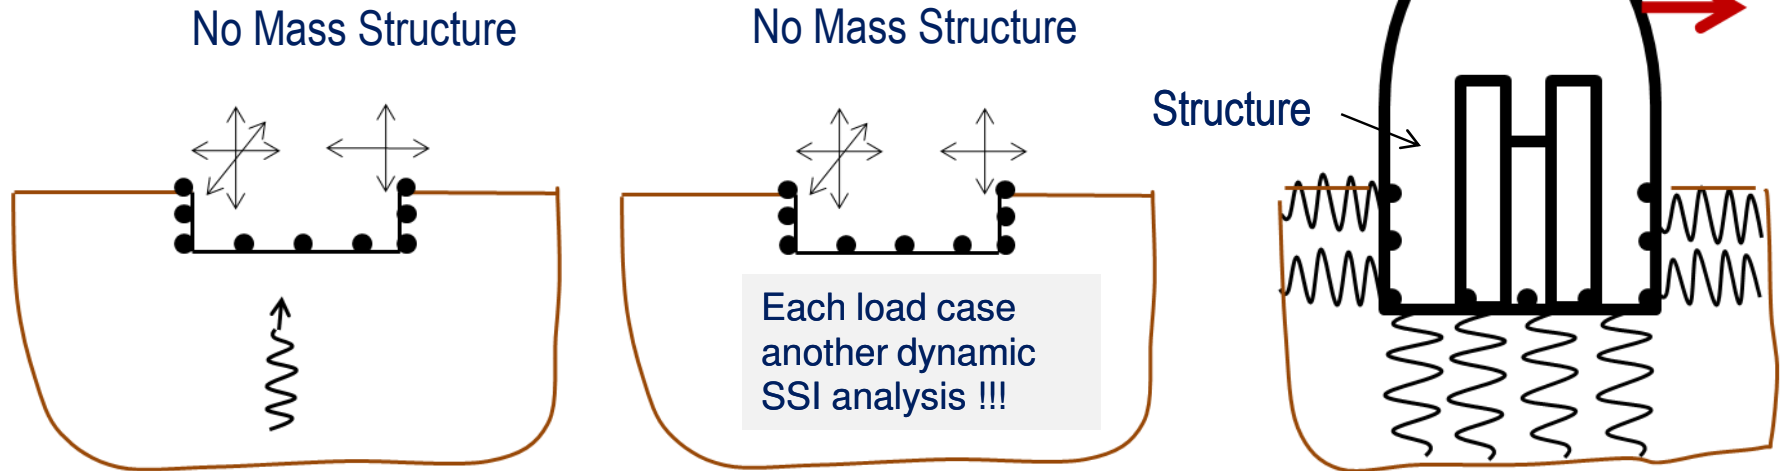 No Mass Structure
No Mass Structure
Structure
Each load case
another dynamic
SSI analysis !!!